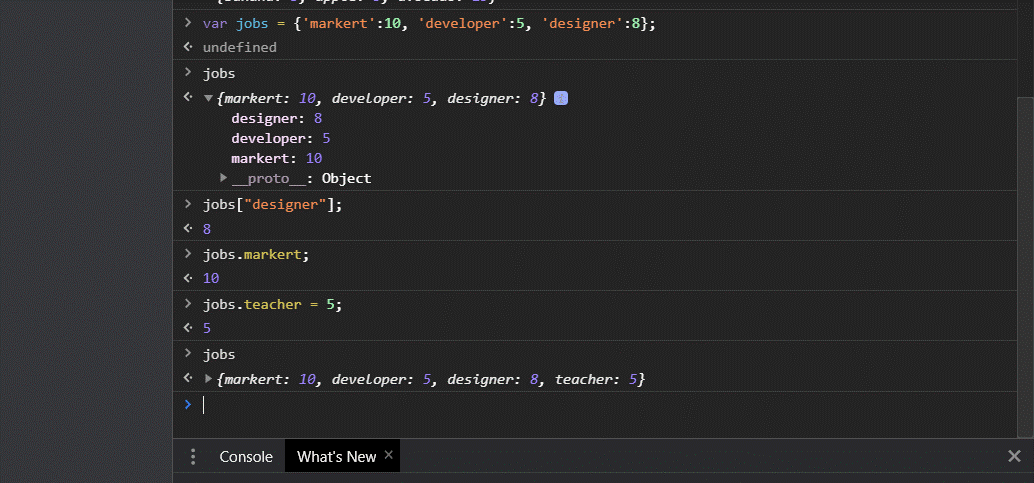 > var jobs = {'markert':10, 'developer':5, 'designer':8};
undefined
> jobs
{markert: 10, developer: 5, designer: 8}
designer: 8
developer: 5
markert: 10
__proto__: Object
> jobs["designer"];
8
> jobs.markert;
10
> jobs.teacher = 5;
5
> jobs
{markert: 10, developer: 5, designer: 8, teacher: 5}
>
Console What's New